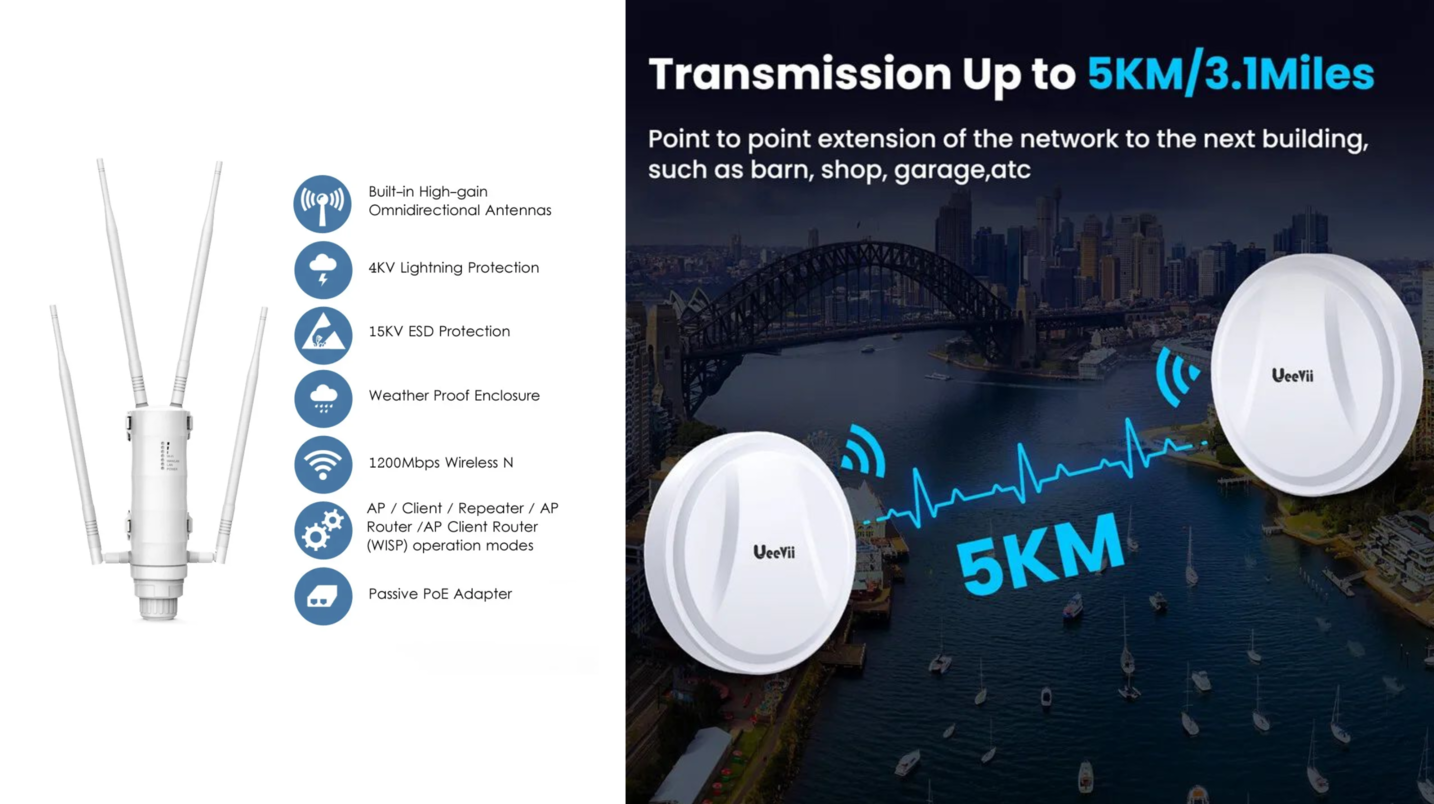 Built-in High-gain
Omnidirectional Antennas
4KV Lightning Protection
15KV ESD Protection
Weather Proof Enclosure
1200Mbps Wireless N
AP / Client / Repeater / AP
Router /AP Client Router
(WISP) operation modes
Passive PoE Adapter
Transmission Up to 5KM/3.1Miles
Point to point extension of the network to the next building,
such as barn, shop, garage,atc
UeeVii
UeeVii
5KM